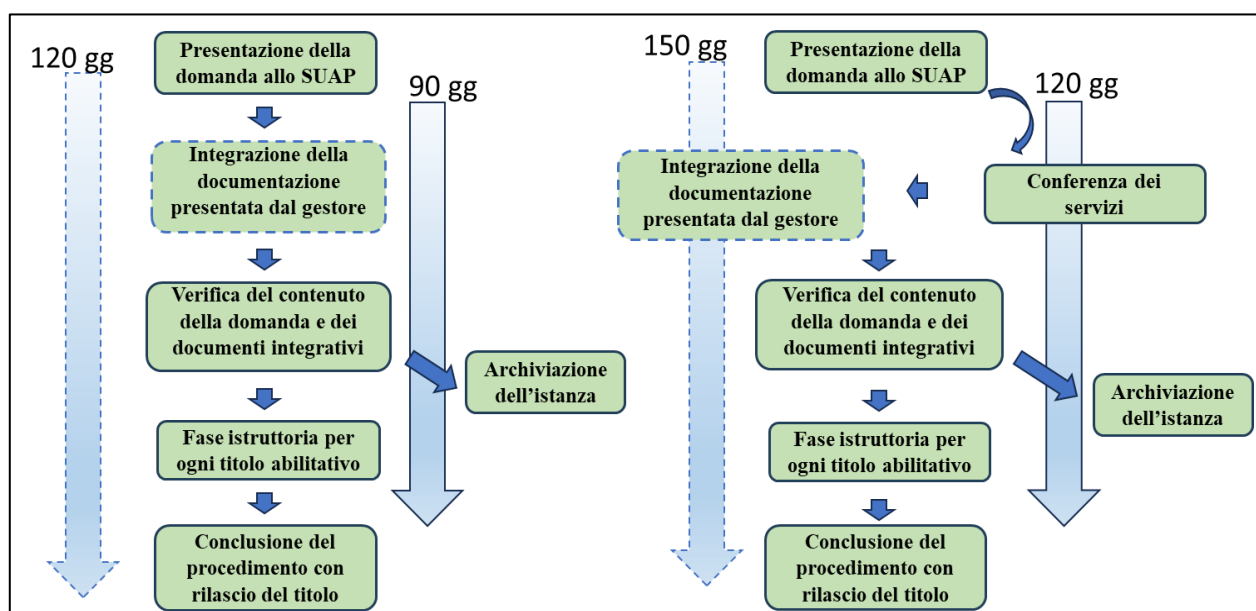 120 gg
Presentazione della
domanda allo SUAP
90 gg
Integrazione della
documentazione
presentata dal gestore
Verifica del contenuto
della domanda e dei
documenti integrativi
Archiviazione
dell’istanza
Fase istruttoria per
ogni titolo abilitativo
Conclusione del
procedimento con
rilascio del titolo
150 gg
Presentazione della
domanda allo SUAP
120 gg
Conferenza dei
servizi
Integrazione della
documentazione
presentata dal gestore
Verifica del contenuto
della domanda e dei
documenti integrativi
Archiviazione
dell’istanza
Fase istruttoria per
ogni titolo abilitativo
Conclusione del
procedimento con
rilascio del titolo